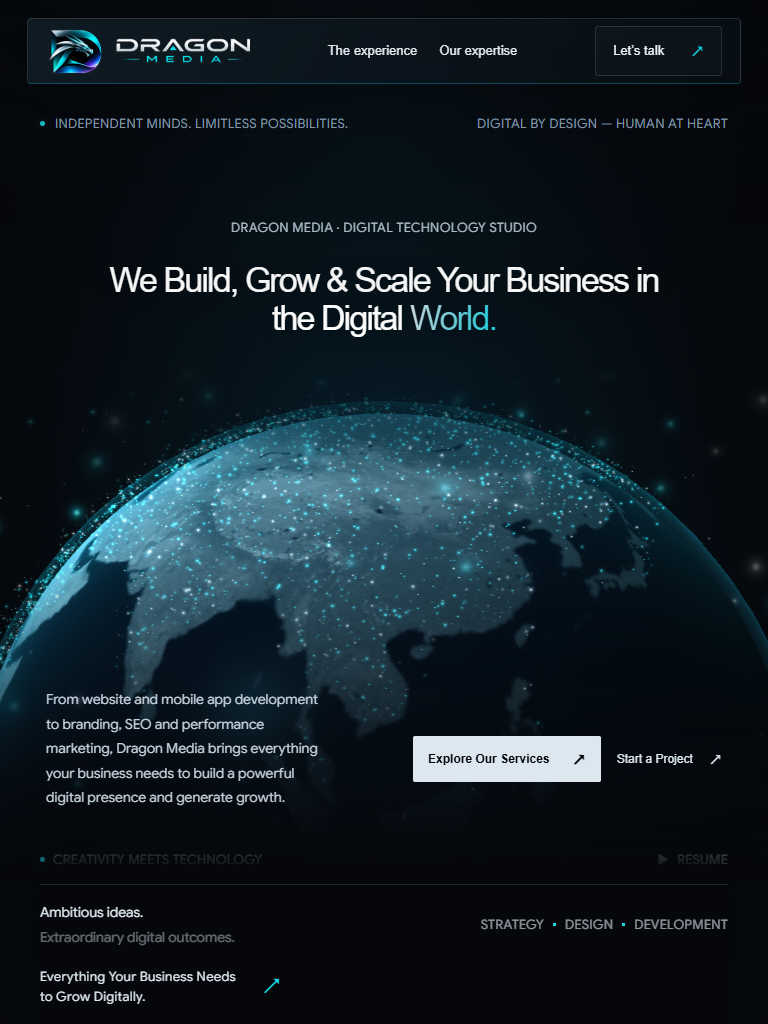 DRAGON
MEDIA
The experience
Our expertise
Let's talk
INDEPENDENT MINDS. LIMITLESS POSSIBILITIES.
DIGITAL BY DESIGN — HUMAN AT HEART
DRAGON MEDIA · DIGITAL TECHNOLOGY STUDIO
We Build, Grow & Scale Your Business in
the Digital World.
From website and mobile app development
to branding, SEO and performance
marketing, Dragon Media brings everything
your business needs to build a powerful
digital presence and generate growth.
Explore Our Services
Start a Project
CREATIVITY MEETS TECHNOLOGY
RESUME
Ambitious ideas.
Extraordinary digital outcomes.
STRATEGY • DESIGN • DEVELOPMENT
Everything Your Business Needs
to Grow Digitally.